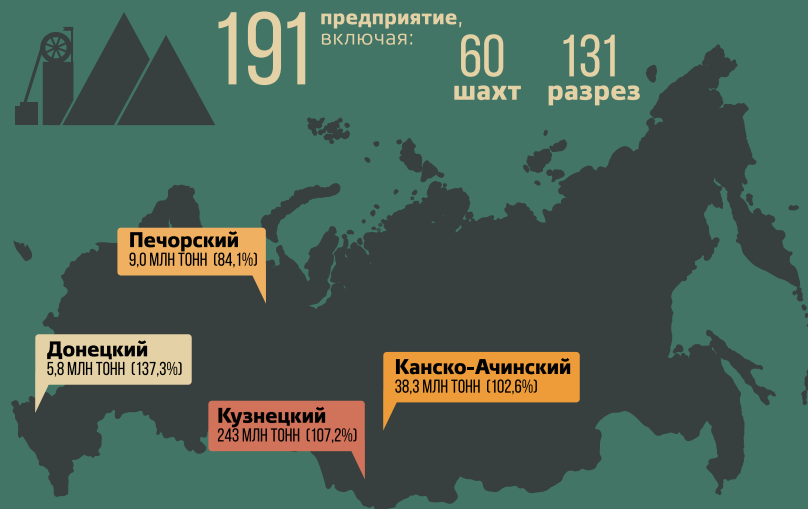 191 предприятие,
включая:
60
шахт
131
разрез
Печорский
9,0 МЛН ТОНН (84,1%)
Донецкий
5,8 МЛН ТОНН (137,3%)
Канско-Ачинский
38,3 МЛН ТОНН (102,6%)
Кузнецкий
243 МЛН ТОНН (107,2%)